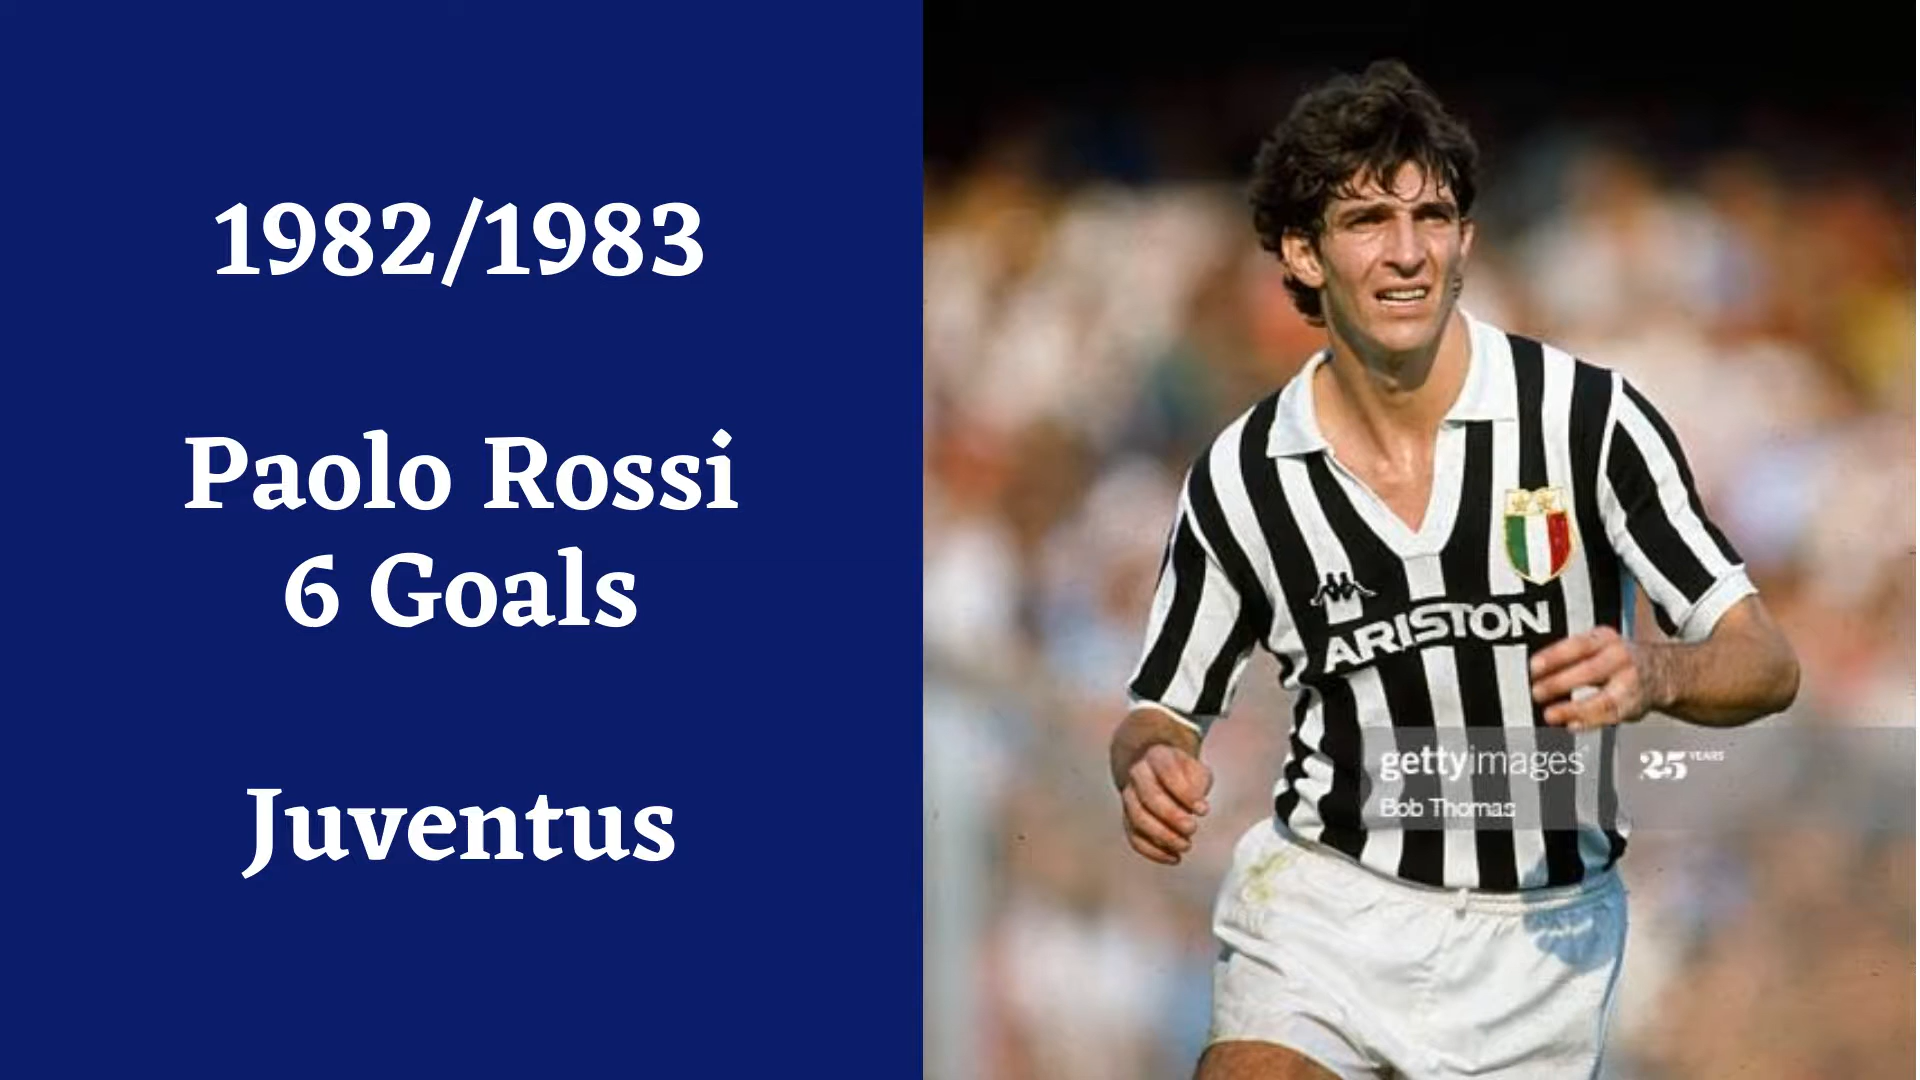 1982/1983
Paolo Rossi
6 Goals
Juventus
ARISTON
gettyimages®
25 YEARS
Bob Thomas